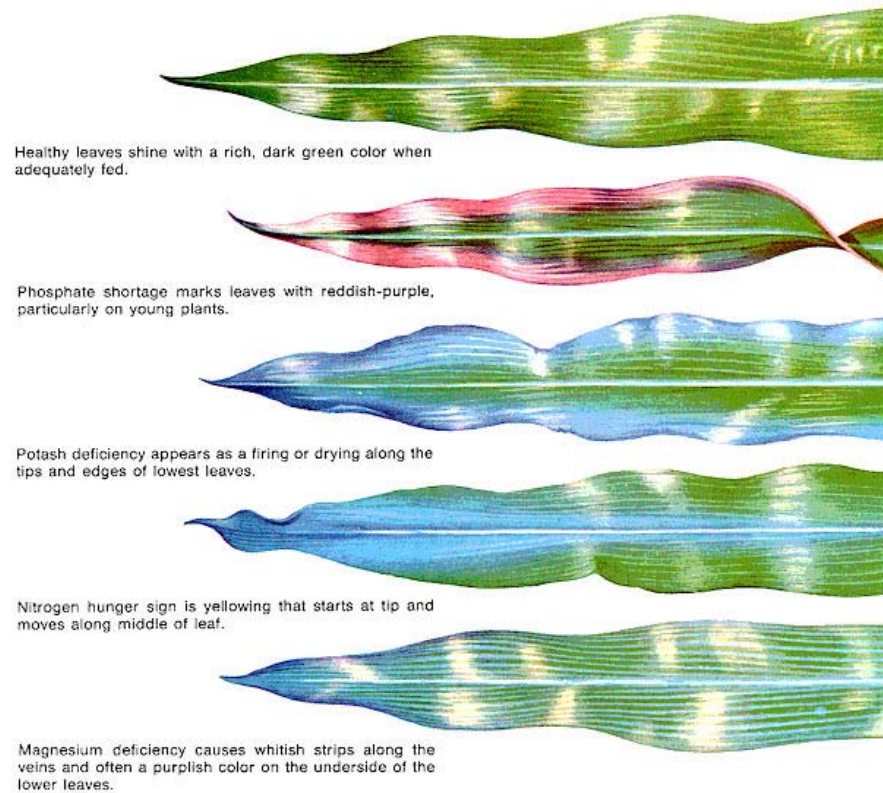 Healthy leaves shine with a rich, dark green color when
adequately fed.
Phosphate shortage marks leaves with reddish-purple,
particularly on young plants.
Potash deficiency appears as a firing or drying along the
tips and edges of lowest leaves.
Nitrogen hunger sign is yellowing that starts at tip and
moves along middle of leaf.
Magnesium deficiency causes whitish strips along the
veins and often a purplish color on the underside of the
lower leaves.